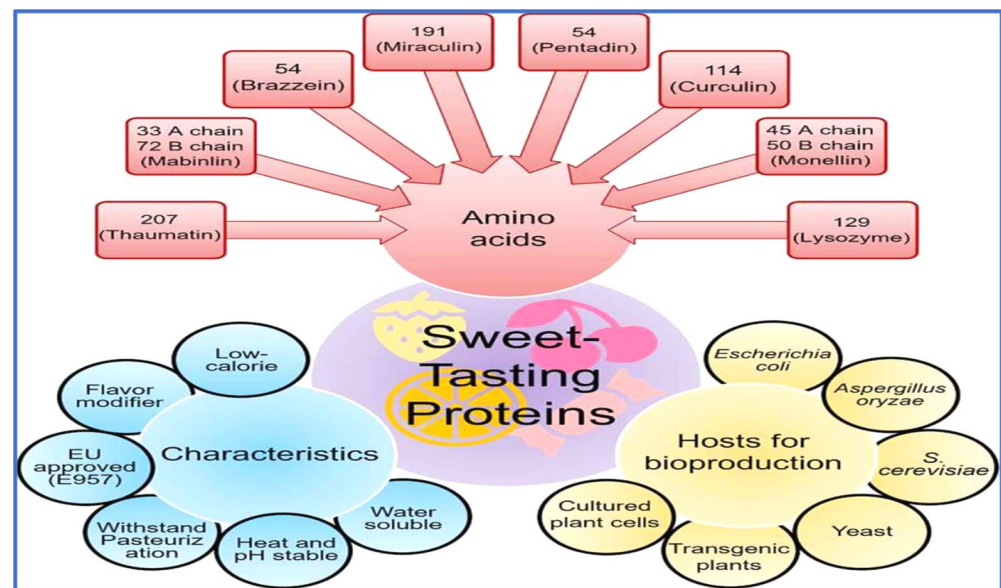 191
(Miraculin)
54
(Pentadin)
54
(Brazzein)
114
(Curculin)
33 A chain
72 B chain
(Mabinlin)
45 A chain
50 B chain
(Monellin)
207
(Thaumatin)
129
(Lysozyme)
Amino
acids
Sweet-
Tasting
Proteins
Low-
calorie
Flavor
modifier
EU
approved
(E957)
Withstand
Pasteuriz
ation
Heat and
pH stable
Water
soluble
Characteristics
Escherichia
coli
Aspergillus
oryzae
S.
cerevisiae
Yeast
Transgenic
plants
Cultured
plant cells
Hosts for
bioproduction